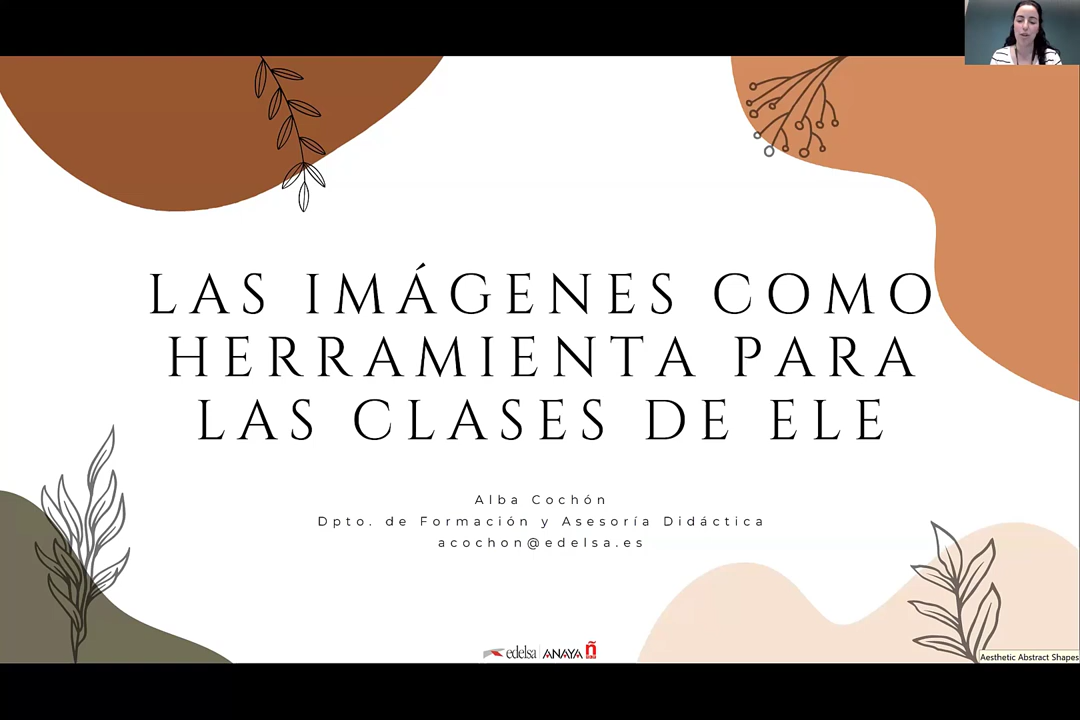 LAS IMÁGENES COMO
HERRAMIENTA PARA
LAS CLASES DE ELE
Alba Cochón
Dpto. de Formación y Asesoría Didáctica
acochon@edelsa.es
edelsa ANAYA ñ
Aesthetic Abstract Shapes